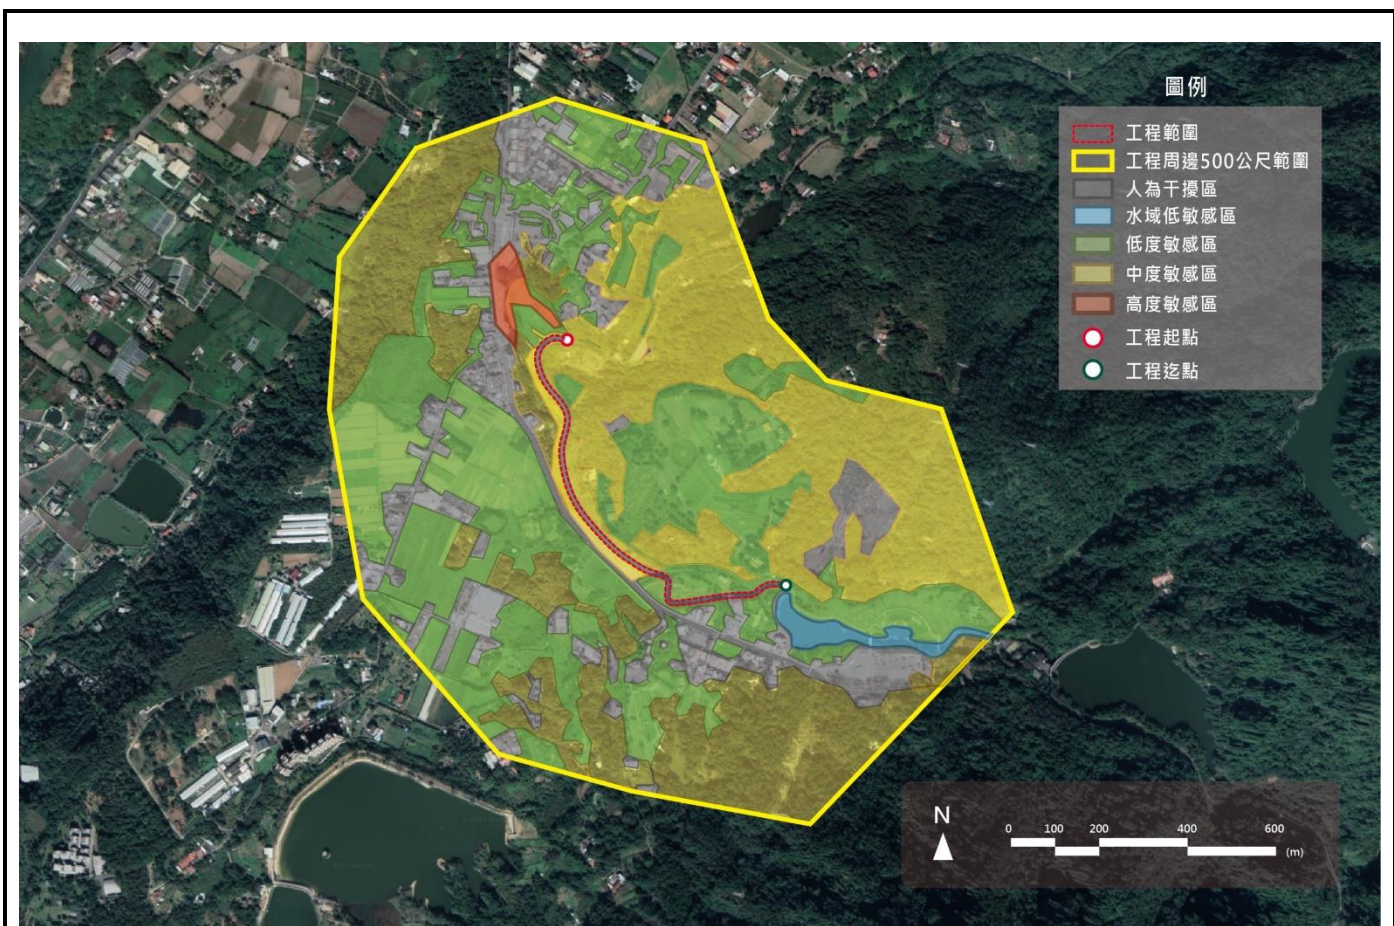 圖例
工程範圍
工程周邊500公尺範圍
人為干擾區
水域低敏感區
低度敏感區
中度敏感區
高度敏感區
工程起點
工程迄點
N
0 100 200 400 600
(m)